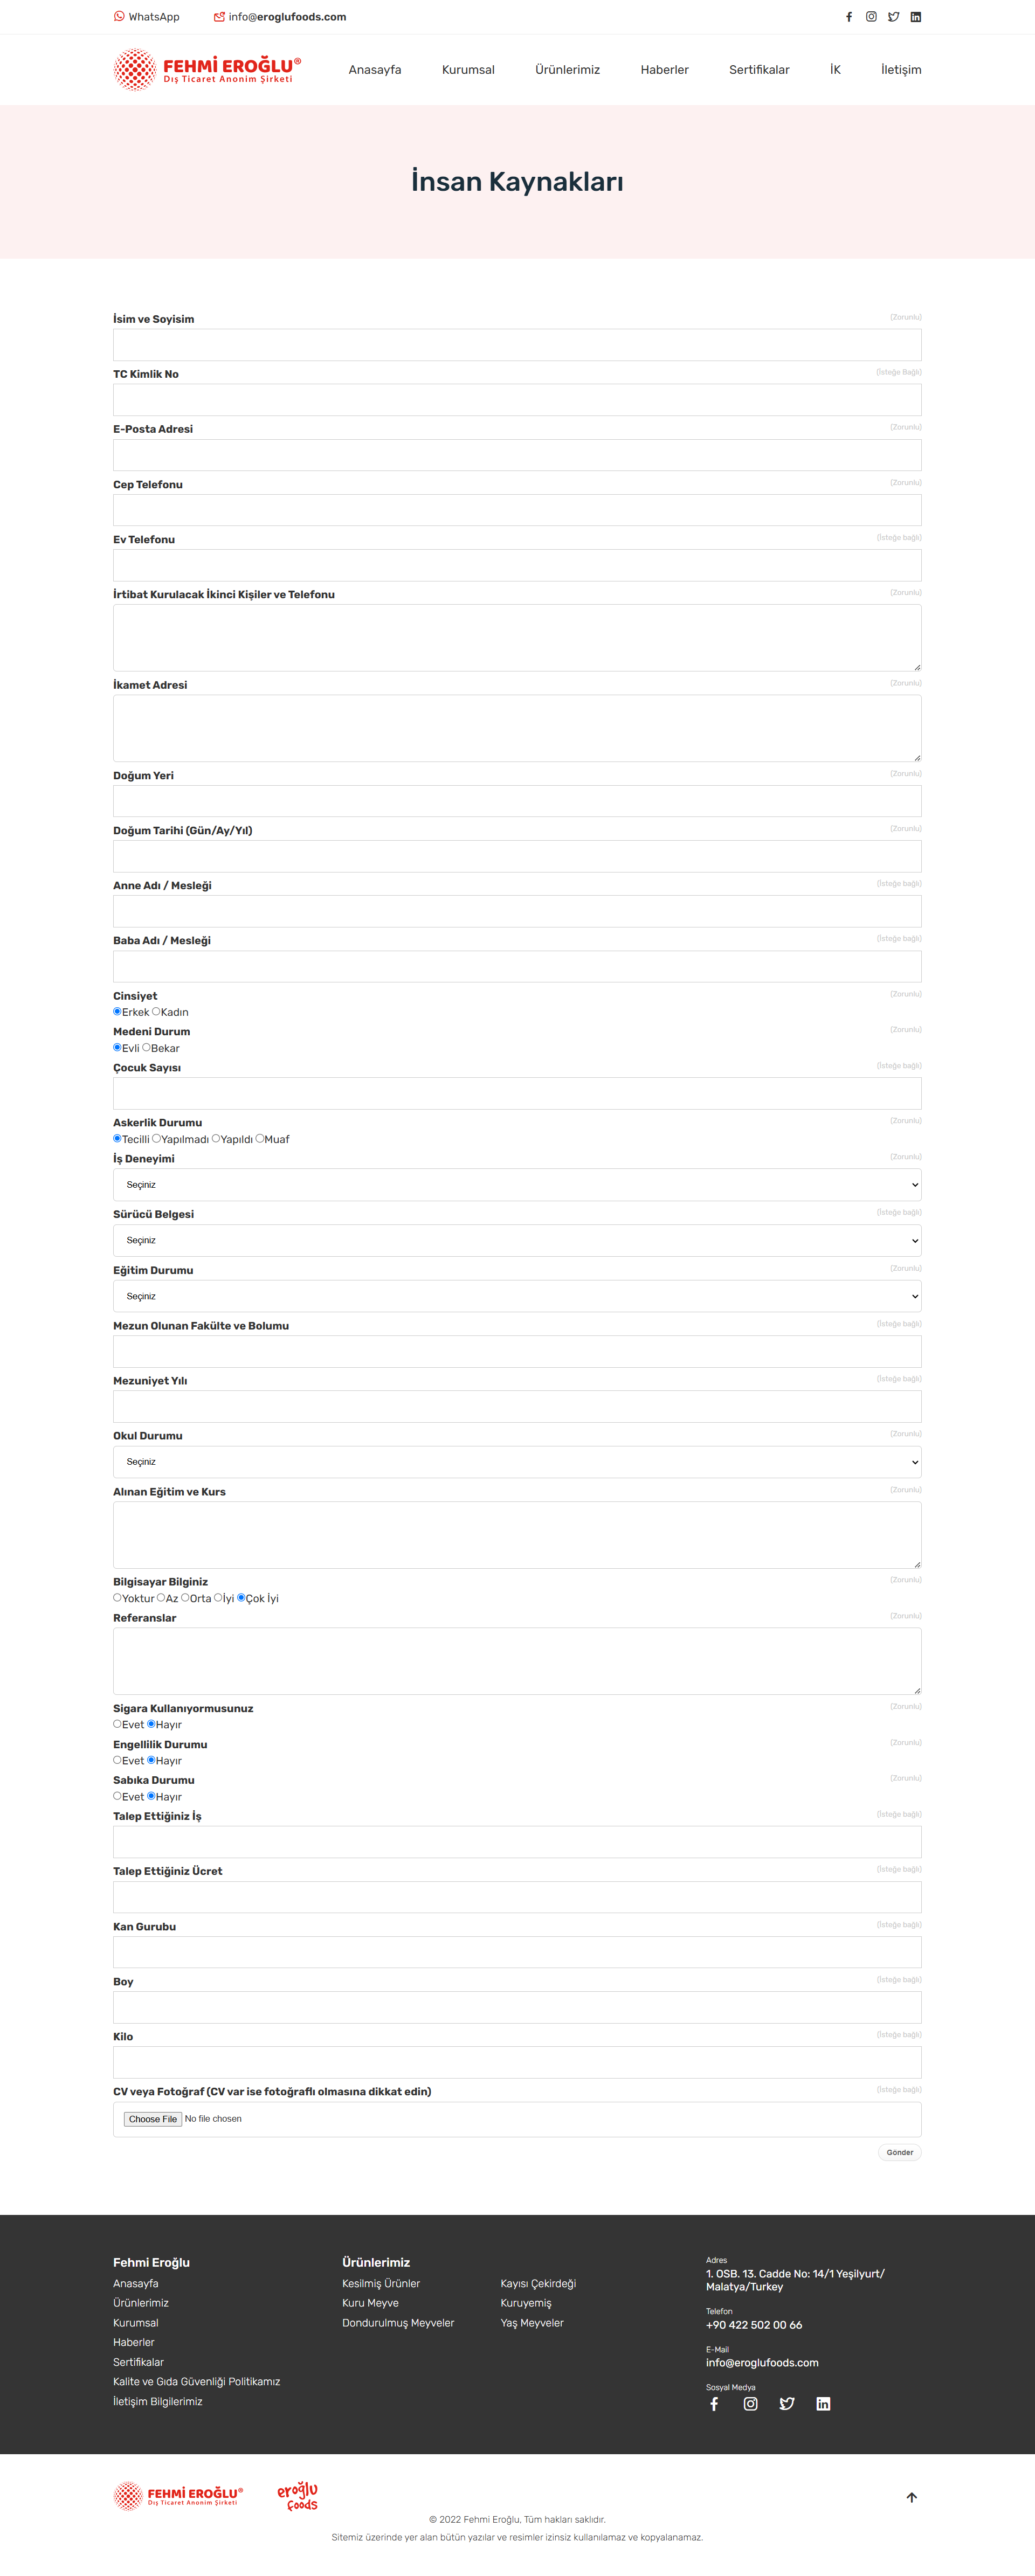 WhatsApp
info@eroglufoods.com
FEHMİ EROĞLU®
Dış Ticaret Anonim Şirketi
Anasayfa
Kurumsal
Ürünlerimiz
Haberler
Sertifikalar
İK
İletişim
İnsan Kaynakları
İsim ve Soyisim
(Zorunlu)
TC Kimlik No
(İsteğe Bağlı)
E-Posta Adresi
(Zorunlu)
Cep Telefonu
(Zorunlu)
Ev Telefonu
(İsteğe bağlı)
İrtibat Kurulacak İkinci Kişiler ve Telefonu
(Zorunlu)
İkamet Adresi
(Zorunlu)
Doğum Yeri
(Zorunlu)
Doğum Tarihi (Gün/Ay/Yıl)
(Zorunlu)
Anne Adı / Mesleği
(İsteğe bağlı)
Baba Adı / Mesleği
(İsteğe bağlı)
Cinsiyet
(Zorunlu)
Erkek Kadın
Medeni Durum
(Zorunlu)
Evli Bekar
Çocuk Sayısı
(İsteğe bağlı)
Askerlik Durumu
(Zorunlu)
Tecilli Yapılmadı Yapıldı Muaf
İş Deneyimi
(Zorunlu)
Seçiniz
Sürücü Belgesi
(İsteğe bağlı)
Seçiniz
Eğitim Durumu
(Zorunlu)
Seçiniz
Mezun Olunan Fakülte ve Bolumu
(İsteğe bağlı)
Mezuniyet Yılı
(İsteğe bağlı)
Okul Durumu
(Zorunlu)
Seçiniz
Alınan Eğitim ve Kurs
(Zorunlu)
Bilgisayar Bilginiz
(Zorunlu)
Yoktur Az Orta İyi Çok İyi
Referanslar
(Zorunlu)
Sigara Kullanıyormusunuz
(Zorunlu)
Evet Hayır
Engellilik Durumu
(Zorunlu)
Evet Hayır
Sabıka Durumu
(Zorunlu)
Evet Hayır
Talep Ettiğiniz İş
(İsteğe bağlı)
Talep Ettiğiniz Ücret
(İsteğe bağlı)
Kan Gurubu
(İsteğe bağlı)
Boy
(İsteğe bağlı)
Kilo
(İsteğe bağlı)
CV veya Fotoğraf (CV var ise fotoğraflı olmasına dikkat edin)
(İsteğe bağlı)
Choose File No file chosen
Gönder
Fehmi Eroğlu
Anasayfa
Ürünlerimiz
Kurumsal
Haberler
Sertifikalar
Kalite ve Gıda Güvenliği Politikamız
İletişim Bilgilerimiz
Ürünlerimiz
Kesilmiş Ürünler
Kuru Meyve
Dondurulmuş Meyveler
Kayısı Çekirdeği
Kuruyemiş
Yaş Meyveler
Adres
1. OSB. 13. Cadde No: 14/1 Yeşilyurt/
Malatya/Turkey
Telefon
+90 422 502 00 66
E-Mail
info@eroglufoods.com
Sosyal Medya
FEHMİ EROĞLU®
Dış Ticaret Anonim Şirketi
eroğlu
foods
© 2022 Fehmi Eroğlu, Tüm hakları saklıdır.
Sitemiz üzerinde yer alan bütün yazılar ve resimler izinsiz kullanılamaz ve kopyalanamaz.